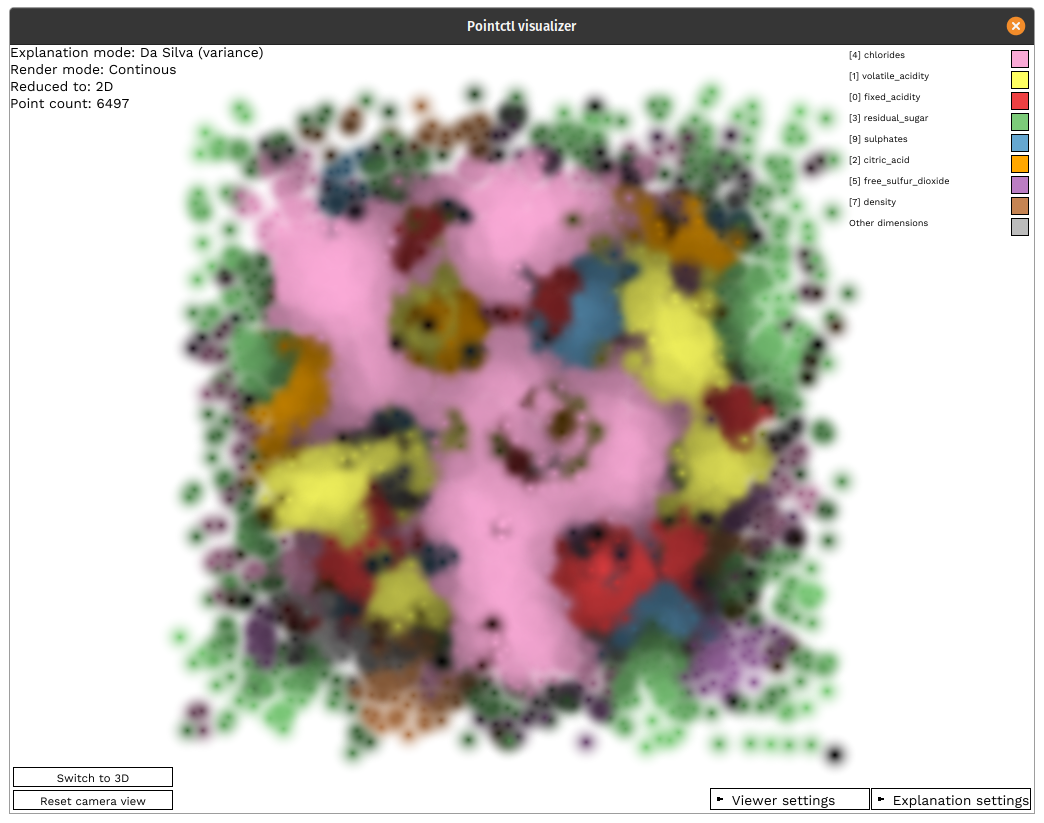 Pointctl visualizer
Explanation mode: Da Silva (variance)
Render mode: Continous
Reduced to: 2D
Point count: 6497
[4] chlorides
[1] volatile_acidity
[0] fixed_acidity
[3] residual_sugar
[9] sulphates
[2] citric_acid
[5] free_sulfur_dioxide
[7] density
Other dimensions
Switch to 3D
Reset camera view
Viewer settings
Explanation settings